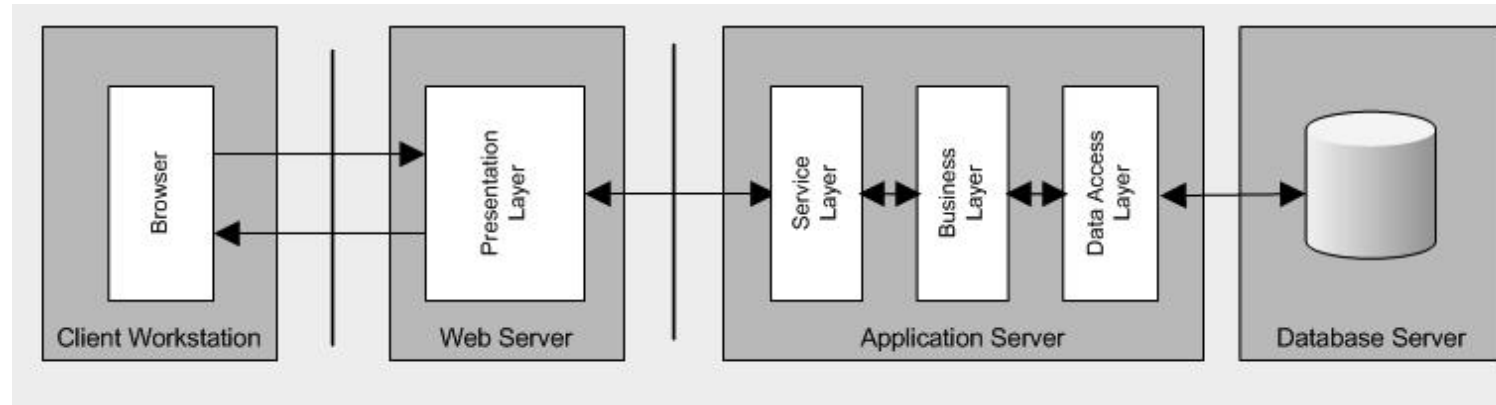 Browser
Client Workstation
Presentation
Layer
Web Server
Service
Layer
Business
Layer
Data Access
Layer
Application Server
Database Server